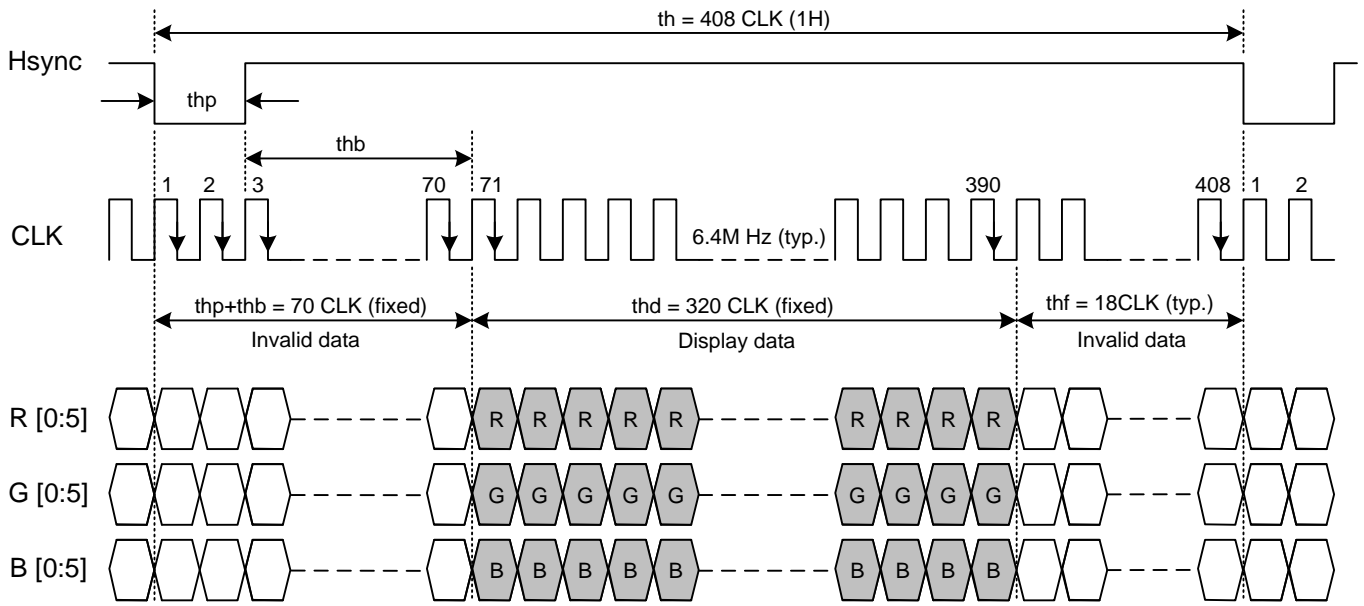 th = 408 CLK (1H)
Hsync
thp
thb
1 2 3 70 71 390 408 1 2
CLK
6.4M Hz (typ.)
thp+thb = 70 CLK (fixed) thd = 320 CLK (fixed) thf = 18CLK (typ.)
Invalid data Display data Invalid data
R [0:5] R R R R R R R R R
G [0:5] G G G G G G G G G
B [0:5] B B B B B B B B B